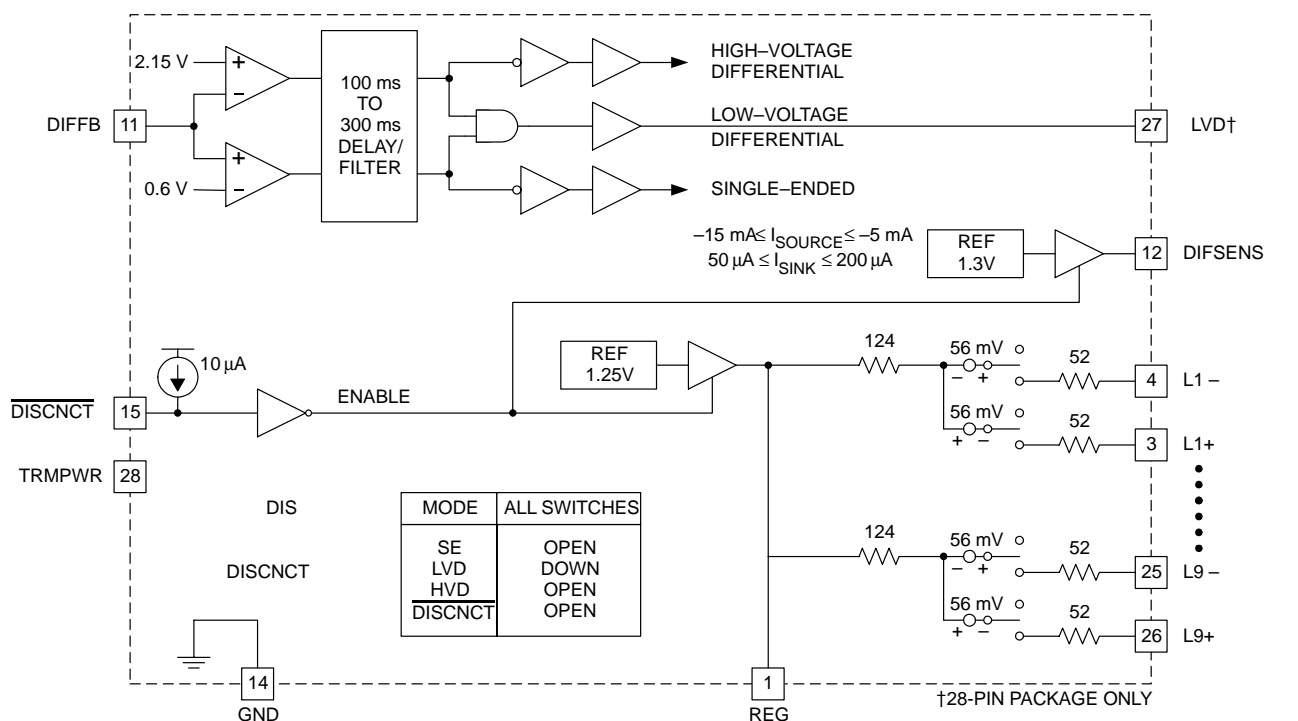 2.15 V
+
−
DIFFB
11
+
−
0.6 V
100 ms
TO
300 ms
DELAY/
FILTER
HIGH–VOLTAGE
DIFFERENTIAL
LOW–VOLTAGE
DIFFERENTIAL
27
LVD†
SINGLE–ENDED
–15 mA≤ ISOURCE ≤ –5 mA
50 µA ≤ ISINK ≤ 200 µA
REF
1.3V
12
DIFSENS
10 µA
DISCNCT
15
ENABLE
REF
1.25V
124
56 mV
− +
52
4
L1 –
56 mV
+ −
52
3
L1+
TRMPWR
28
DIS
DISCNCT
MODE ALL SWITCHES
SE OPEN
LVD DOWN
HVD OPEN
DISCNCT OPEN
124
56 mV
− +
52
25
L9 –
56 mV
+ −
52
26
L9+
14
GND
1
REG
†28-PIN PACKAGE ONLY